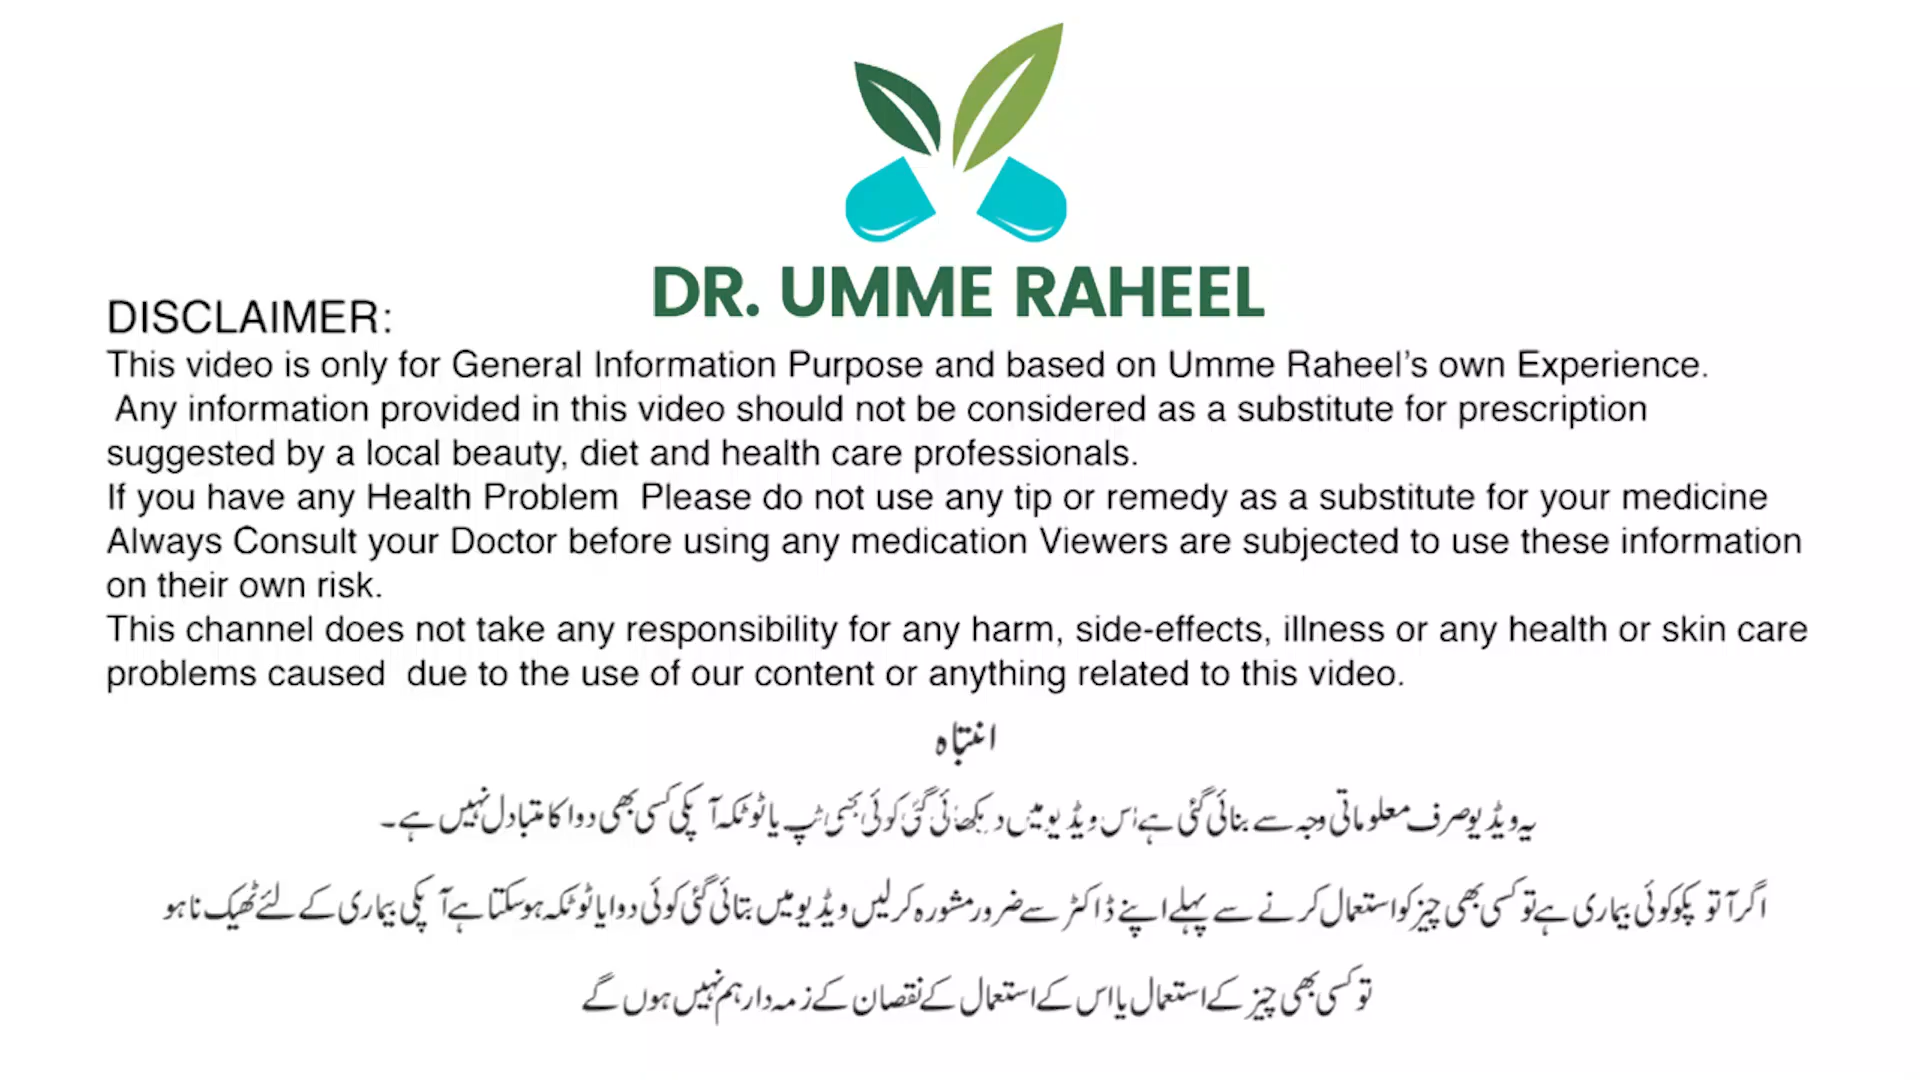 DR. UMME RAHEEL
DISCLAIMER:
This video is only for General Information Purpose and based on Umme Raheel’s own Experience.
Any information provided in this video should not be considered as a substitute for prescription
suggested by a local beauty, diet and health care professionals.
If you have any Health Problem  Please do not use any tip or remedy as a substitute for your medicine
Always Consult your Doctor before using any medication Viewers are subjected to use these information
on their own risk.
This channel does not take any responsibility for any harm, side-effects, illness or any health or skin care
problems caused  due to the use of our content or anything related to this video.
انتباہ
یہ ویڈیو صرف معلوماتی وجہ سے بنائی گئی ہے اس ویڈیو میں دیکھائی گئی کوئی بھی ٹپ یا ٹوٹکہ آپکی کسی بھی دوا کا متبادل نہیں ہے۔
اگر آ تو پکو کوئی بیماری ہے تو کسی بھی چیز کو استعمال کرنے سے پہلے اپنے ڈاکٹر سے ضرور مشورہ کر لیں ویڈیو میں بتائی گئی کوئی دوا یا ٹوٹکہ ہو سکتا ہے آپکی بیماری کے لئے ٹھیک نا ہو
تو کسی بھی چیز کے استعمال یا اس کے استعمال کے نقصان کے زمہ دار ہم نہیں ہوں گے